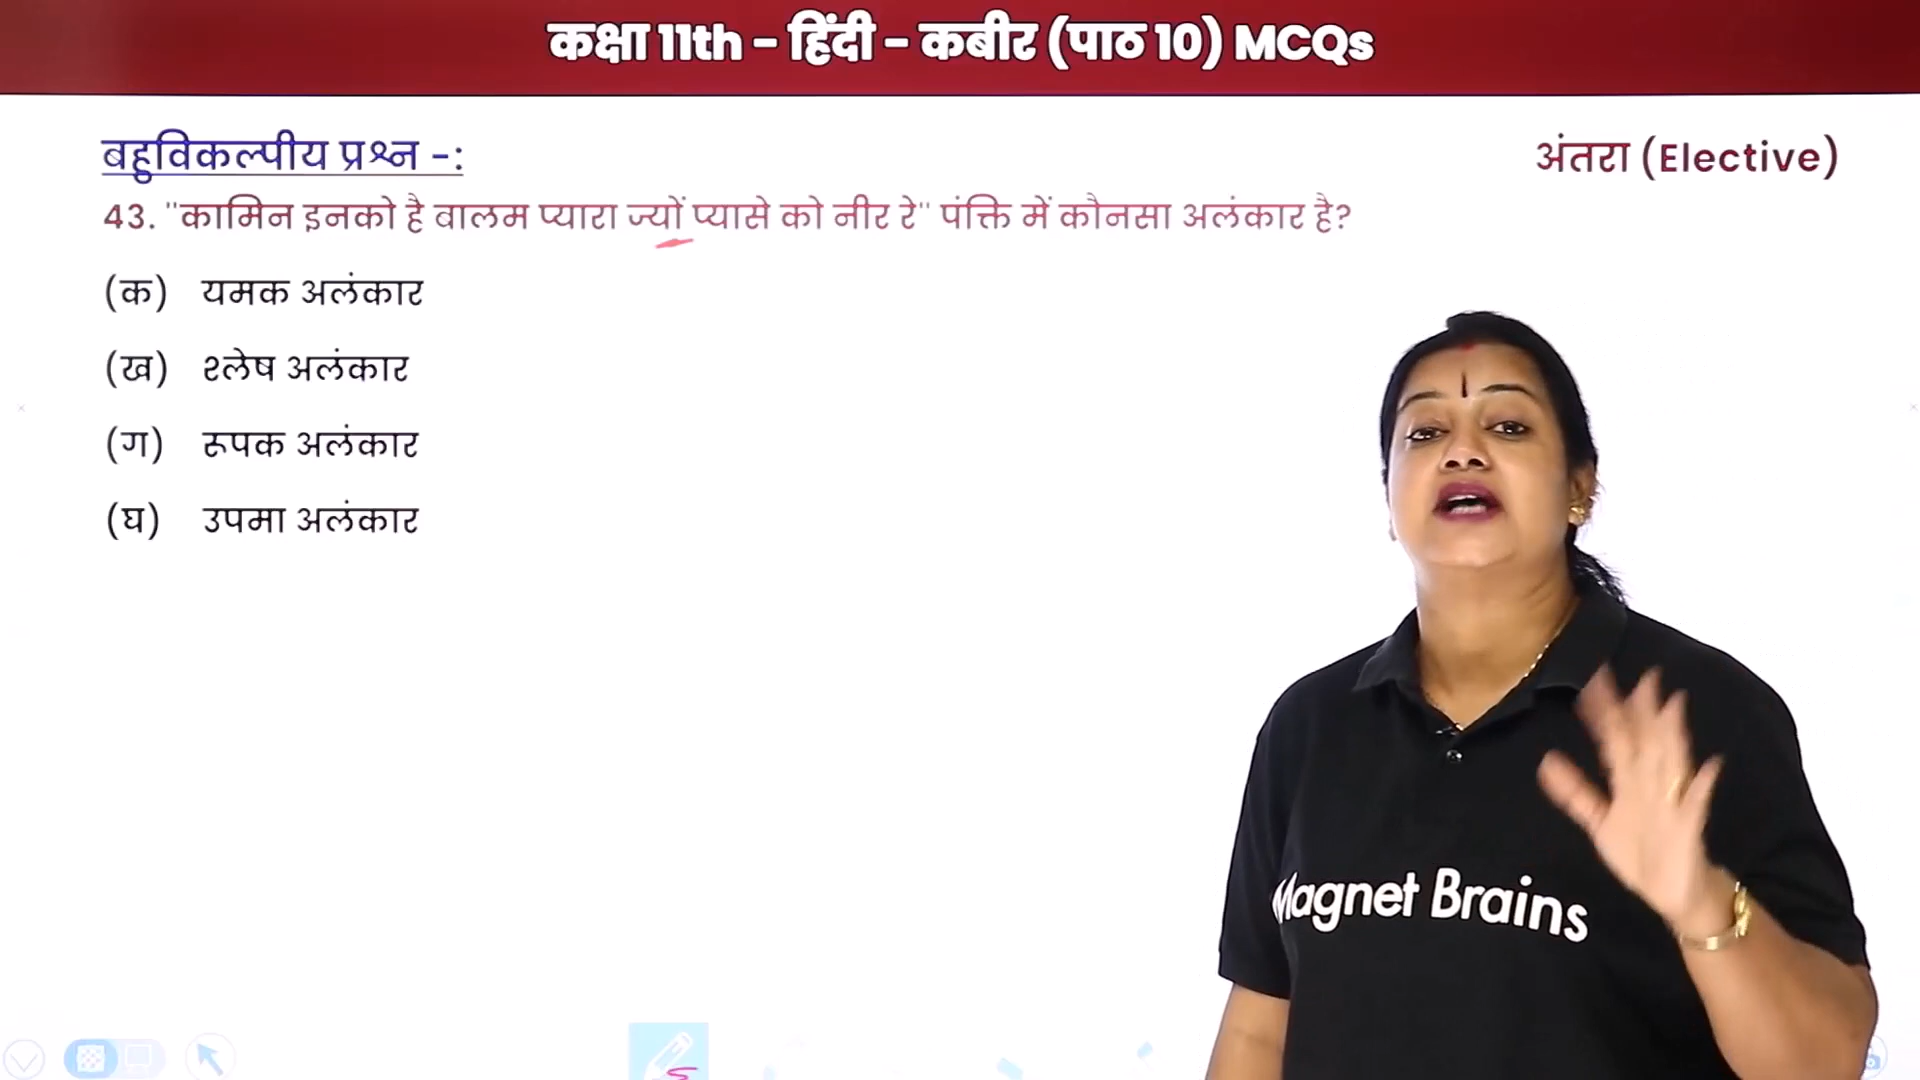 कक्षा 11th - हिंदी - कबीर (पाठ 10) MCQs
बहुविकल्पीय प्रश्न -:
अंतरा (Elective)
43. "कामिन इनको है बालम प्यारा ज्यों प्यासे को नीर रे" पंक्ति में कौनसा अलंकार है?
(क) यमक अलंकार
(ख) श्लेष अलंकार
(ग) रूपक अलंकार
(घ) उपमा अलंकार
Magnet Brains